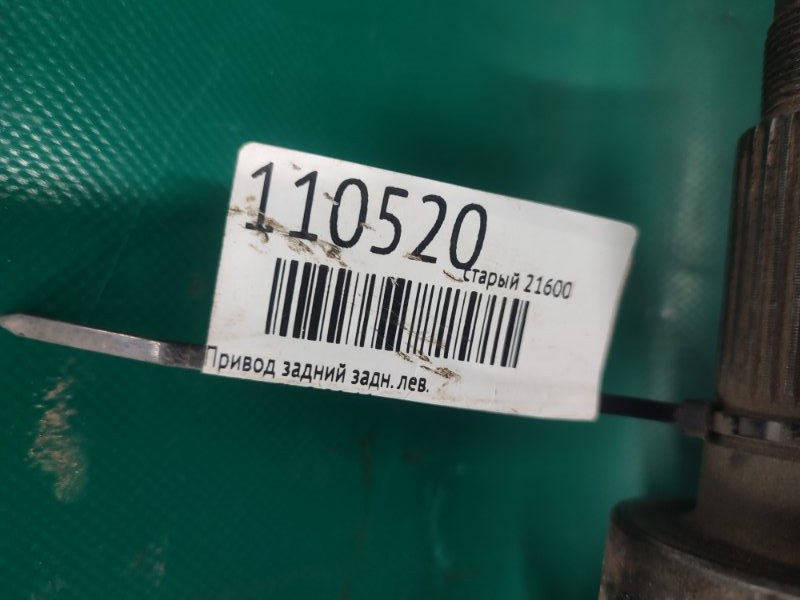 110520
старый 21600
Привод задний задн. лев.